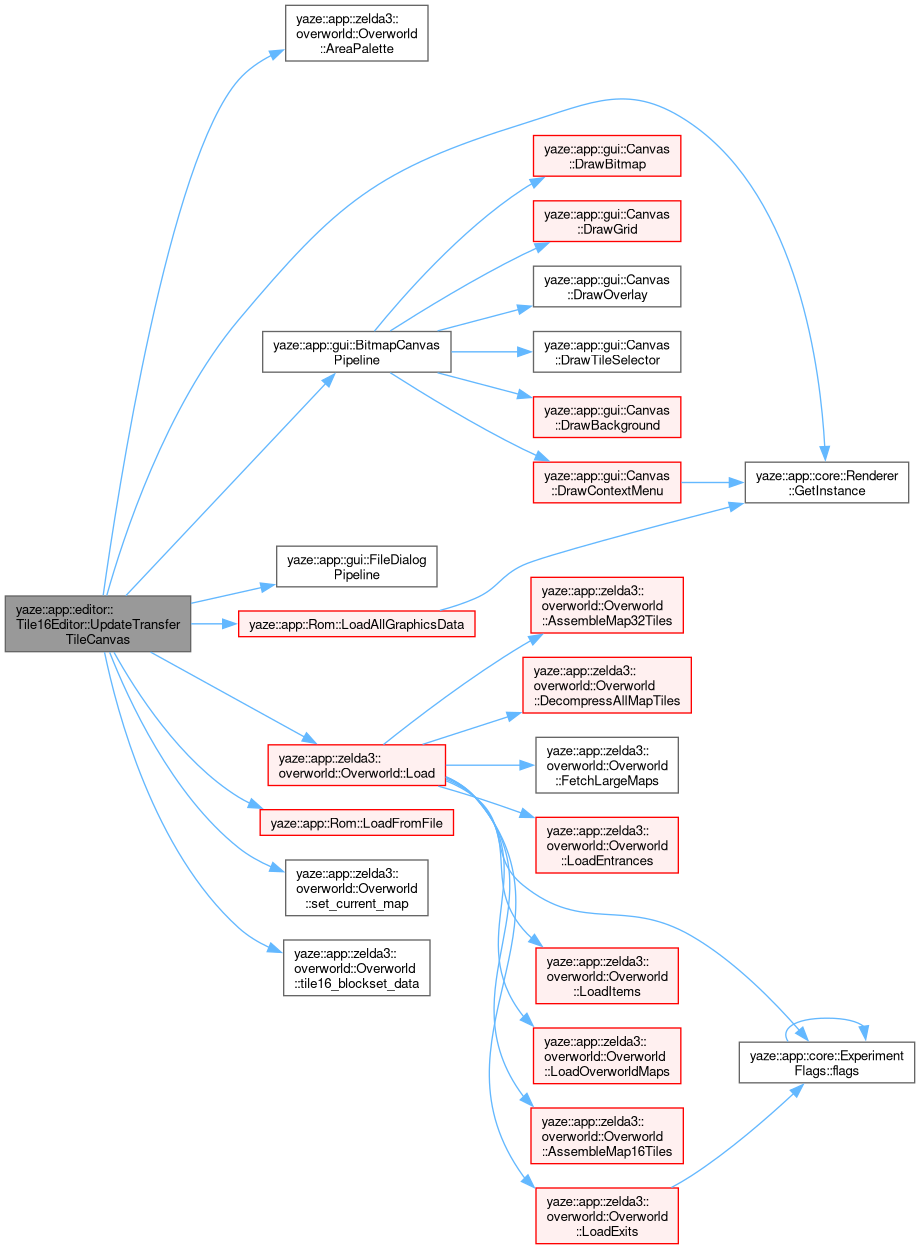 yaze::app::zelda3::
overworld::Overworld
::AreaPalette
yaze::app::gui::Canvas
::DrawBitmap
yaze::app::gui::Canvas
::DrawGrid
yaze::app::gui::Canvas
::DrawOverlay
yaze::app::gui::BitmapCanvas
Pipeline
yaze::app::gui::Canvas
::DrawTileSelector
yaze::app::gui::Canvas
::DrawBackground
yaze::app::gui::Canvas
::DrawContextMenu
yaze::app::core::Renderer
::GetInstance
yaze::app::gui::FileDialog
Pipeline
yaze::app::editor::
Tile16Editor::UpdateTransfer
TileCanvas
yaze::app::Rom::LoadAllGraphicsData
yaze::app::zelda3::
overworld::Overworld
::AssembleMap32Tiles
yaze::app::zelda3::
overworld::Overworld
::DecompressAllMapTiles
yaze::app::zelda3::
overworld::Overworld::Load
yaze::app::zelda3::
overworld::Overworld
::FetchLargeMaps
yaze::app::Rom::LoadFromFile
yaze::app::zelda3::
overworld::Overworld
::LoadEntrances
yaze::app::zelda3::
overworld::Overworld
::set_current_map
yaze::app::zelda3::
overworld::Overworld
::tile16_blockset_data
yaze::app::zelda3::
overworld::Overworld
::LoadItems
yaze::app::zelda3::
overworld::Overworld
::LoadOverworldMaps
yaze::app::core::Experiment
Flags::flags
yaze::app::zelda3::
overworld::Overworld
::AssembleMap16Tiles
yaze::app::zelda3::
overworld::Overworld
::LoadExits